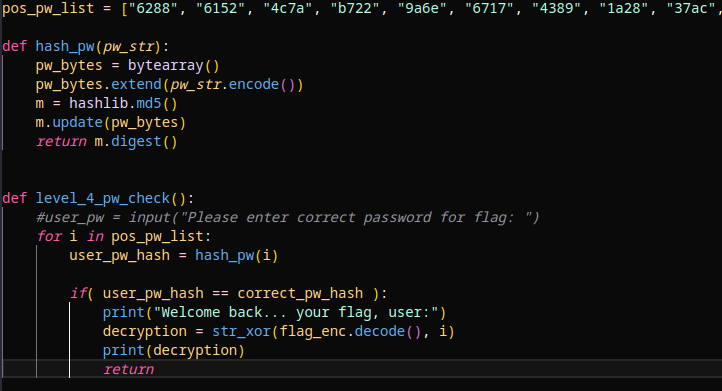 pos_pw_list = ["6288", "6152", "4c7a", "b722", "9a6e", "6717", "4389", "1a28", "37ac",
def hash_pw(pw_str):
    pw_bytes = bytearray()
    pw_bytes.extend(pw_str.encode())
    m = hashlib.md5()
    m.update(pw_bytes)
    return m.digest()
def level_4_pw_check():
    #user_pw = input("Please enter correct password for flag: ")
    for i in pos_pw_list:
        user_pw_hash = hash_pw(i)
        if( user_pw_hash == correct_pw_hash ):
            print("Welcome back... your flag, user:")
            decryption = str_xor(flag_enc.decode(), i)
            print(decryption)
            return